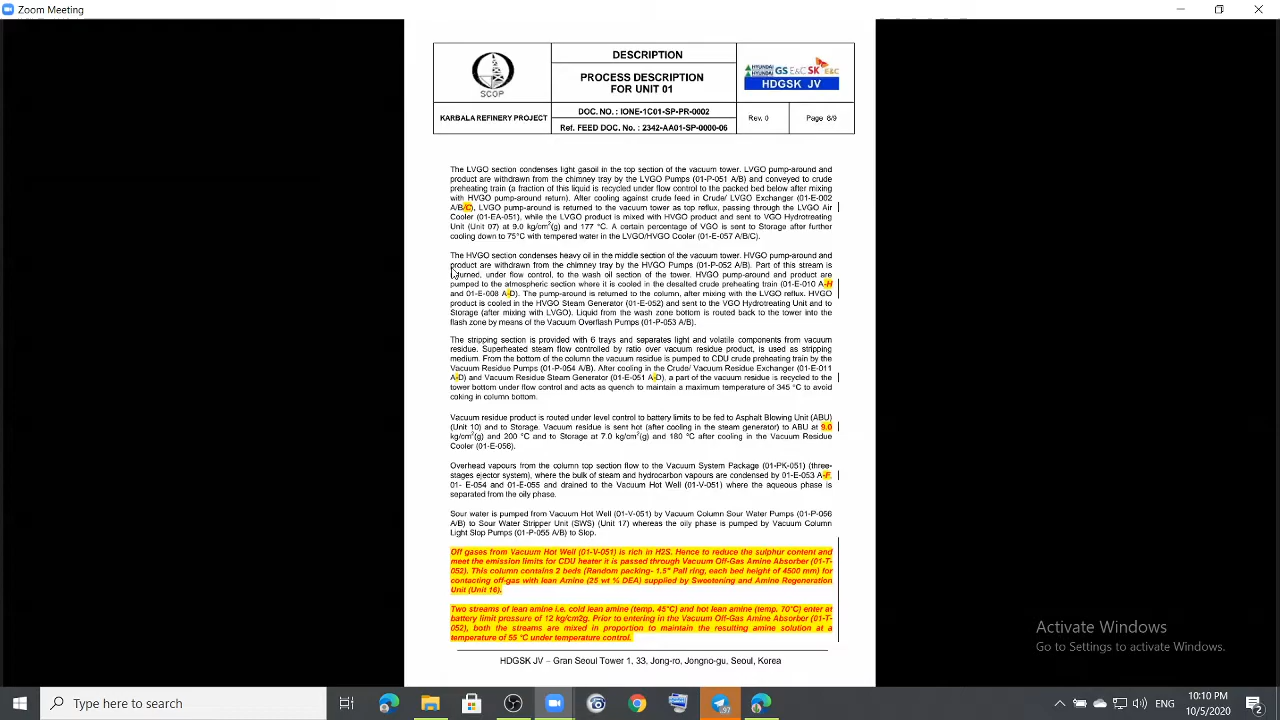 Zoom Meeting
SCOP
DESCRIPTION
PROCESS DESCRIPTION
FOR UNIT 01
HYUNDAI
HYUNDAI
GS E&C SK E&C
HDGSK JV
KARBALA REFINERY PROJECT
DOC. NO. : IONE-1C01-SP-PR-0002
Ref. FEED DOC. No. : 2342-AA01-SP-0000-06
Rev. 0
Page 8/9
The LVGO section condenses light gasoil in the top section of the vacuum tower. LVGO pump-around and
product are withdrawn from the chimney tray by the LVGO Pumps (01-P-051 A/B) and conveyed to crude
preheating train (a fraction of this liquid is recycled under flow control to the packed bed below after mixing
with HVGO pump-around return). After cooling against crude feed in Crude/ LVGO Exchanger (01-E-002
A/B/C), LVGO pump-around is returned to the vacuum tower as top reflux, passing through the LVGO Air
Cooler (01-EA-051), while the LVGO product is mixed with HVGO product and sent to VGO Hydrotreating
Unit (Unit 07) at 9.0 kg/cm²(g) and 177 °C. A certain percentage of VGO is sent to Storage after further
cooling down to 75°C with tempered water in the LVGO/HVGO Cooler (01-E-057 A/B/C).
The HVGO section condenses heavy oil in the middle section of the vacuum tower. HVGO pump-around and
product are withdrawn from the chimney tray by the HVGO Pumps (01-P-052 A/B). Part of this stream is
returned, under flow control, to the wash oil section of the tower. HVGO pump-around and product are
pumped to the atmospheric section where it is cooled in the desalted crude preheating train (01-E-010 A-H
and 01-E-008 A-D). The pump-around is returned to the column, after mixing with the LVGO reflux. HVGO
product is cooled in the HVGO Steam Generator (01-E-052) and sent to the VGO Hydrotreating Unit and to
Storage (after mixing with LVGO). Liquid from the wash zone bottom is routed back to the tower into the
flash zone by means of the Vacuum Overflash Pumps (01-P-053 A/B).
The stripping section is provided with 6 trays and separates light and volatile components from vacuum
residue. Superheated steam flow controlled by ratio over vacuum residue product, is used as stripping
medium. From the bottom of the column the vacuum residue is pumped to CDU crude preheating train by the
Vacuum Residue Pumps (01-P-054 A/B). After cooling in the Crude/ Vacuum Residue Exchanger (01-E-011
A-D) and Vacuum Residue Steam Generator (01-E-051 A-D), a part of the vacuum residue is recycled to the
tower bottom under flow control and acts as quench to maintain a maximum temperature of 345 °C to avoid
coking in column bottom.
Vacuum residue product is routed under level control to battery limits to be fed to Asphalt Blowing Unit (ABU)
(Unit 10) and to Storage. Vacuum residue is sent hot (after cooling in the steam generator) to ABU at 9.0
kg/cm²(g) and 200 °C and to Storage at 7.0 kg/cm²(g) and 180 °C after cooling in the Vacuum Residue
Cooler (01-E-056).
Overhead vapours from the column top section flow to the Vacuum System Package (01-PK-051) (three-
stages ejector system), where the bulk of steam and hydrocarbon vapours are condensed by 01-E-053 A-F,
01- E-054 and 01-E-055 and drained to the Vacuum Hot Well (01-V-051) where the aqueous phase is
separated from the oily phase.
Sour water is pumped from Vacuum Hot Well (01-V-051) by Vacuum Column Sour Water Pumps (01-P-056
A/B) to Sour Water Stripper Unit (SWS) (Unit 17) whereas the oily phase is pumped by Vacuum Column
Light Slop Pumps (01-P-055 A/B) to Slop.
Off gases from Vacuum Hot Well (01-V-051) is rich in H2S. Hence to reduce the sulphur content and
meet the emission limits for CDU heater it is passed through Vacuum Off-Gas Amine Absorber (01-T-
052). This column contains 2 beds (Random packing- 1.5" Pall ring, each bed height of 4500 mm) for
contacting off-gas with lean Amine (25 wt % DEA) supplied by Sweetening and Amine Regeneration
Unit (Unit 16).
Two streams of lean amine i.e. cold lean amine (temp. 45°C) and hot lean amine (temp. 70°C) enter at
battery limit pressure of 12 kg/cm2g. Prior to entering in the Vacuum Off-Gas Amine Absorber (01-T-
052), both the streams are mixed in proportion to maintain the resulting amine solution at a
temperature of 55 °C under temperature control.
HDGSK JV – Gran Seoul Tower 1, 33, Jong-ro, Jongno-gu, Seoul, Korea
Activate Windows
Go to Settings to activate Windows.
Type here to search
97
10:10 PM
10/5/2020
2